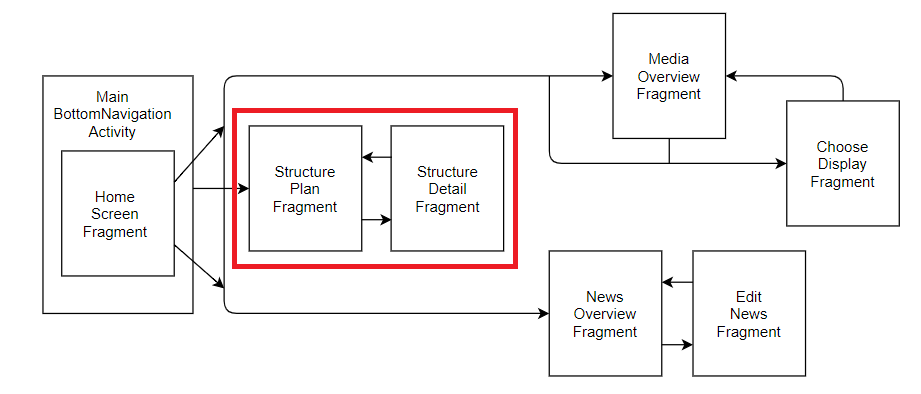 Main
BottomNavigation
Activity
Home
Screen
Fragment
Structure
Plan
Fragment
Structure
Detail
Fragment
Media
Overview
Fragment
Choose
Display
Fragment
News
Overview
Fragment
Edit
News
Fragment